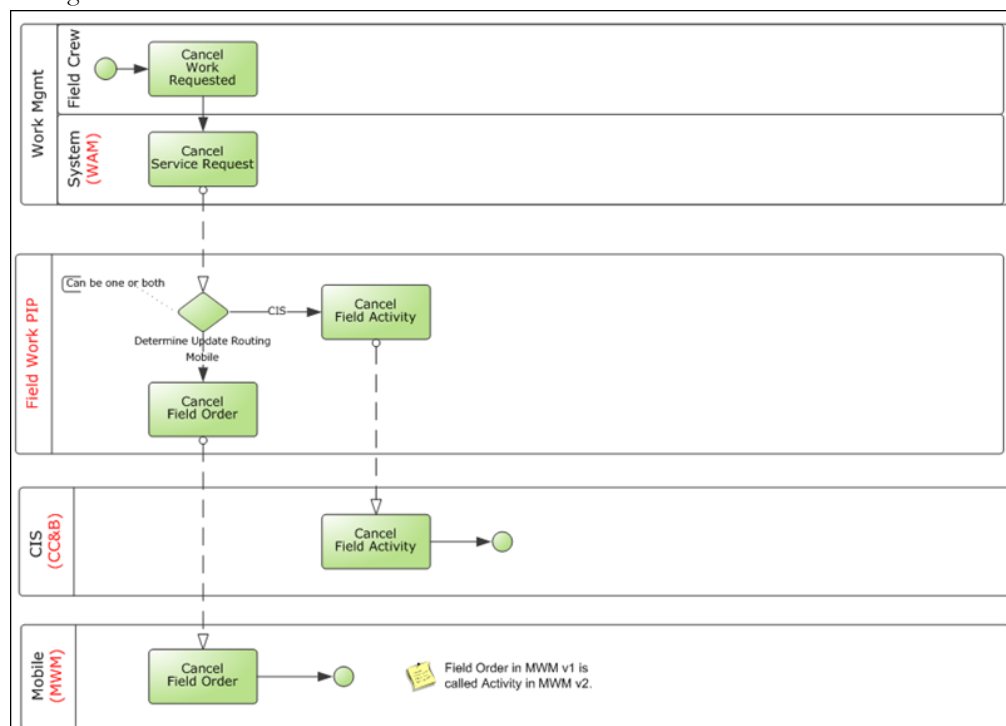 Work Mgmt
Field Crew
Cancel
Work
Requested
System
(WAM)
Cancel
Service Request
Field Work PIP
Can be one or both
CIS
Cancel
Field Activity
Determine Update Routing
Mobile
Cancel
Field Order
CIS
(CC&B)
Cancel
Field Activity
Mobile
(MWM)
Cancel
Field Order
Field Order in MWM v1 is
called Activity in MWM v2.